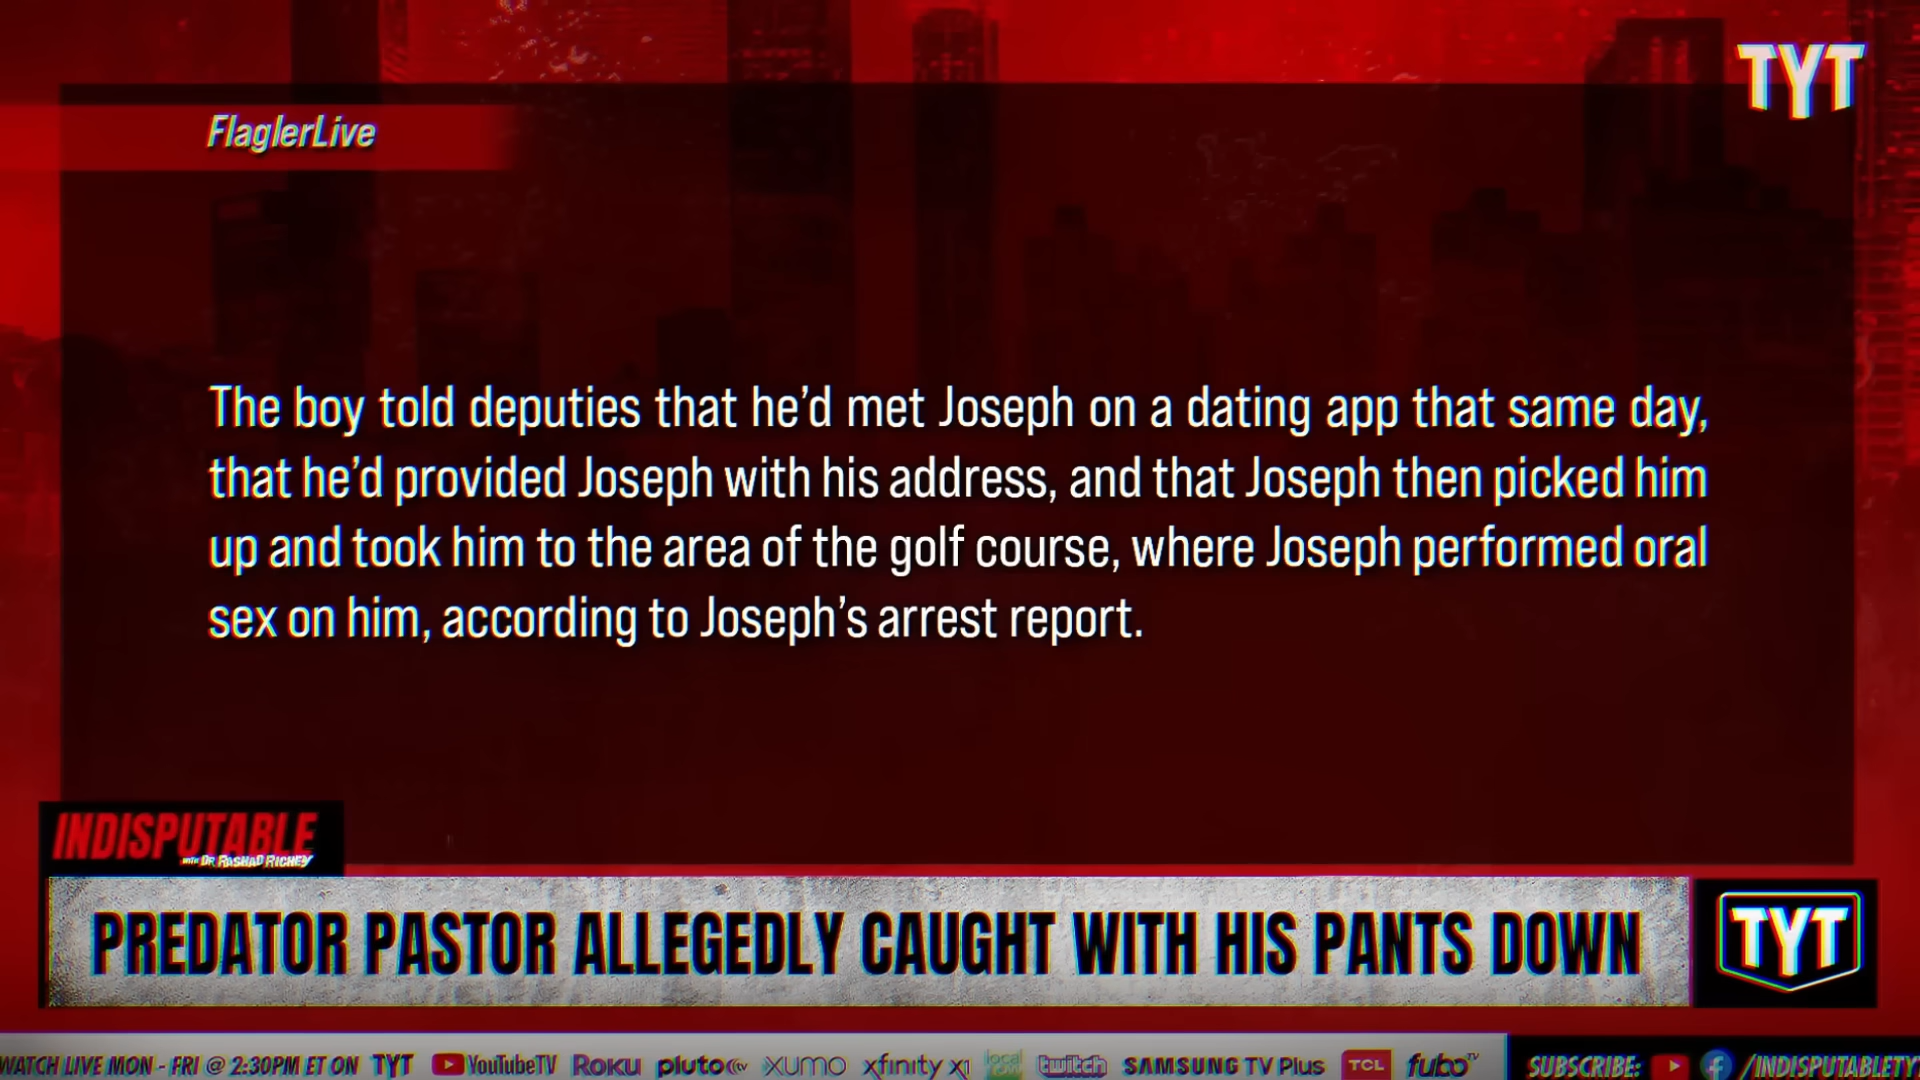 TYT
FlaglerLive
The boy told deputies that he'd met Joseph on a dating app that same day,
that he'd provided Joseph with his address, and that Joseph then picked him
up and took him to the area of the golf course, where Joseph performed oral
sex on him, according to Joseph's arrest report.
INDISPUTABLE
WITH DR RASHAD RICHEY
PREDATOR PASTOR ALLEGEDLY CAUGHT WITH HIS PANTS DOWN
TYT
WATCH LIVE MON - FRI @ 2:30PM ET ON TYT YouTubeTV ROKU pluto tv XUMO xfinity x1 local now twitch SAMSUNG TV Plus TCL fubo TV SUBSCRIBE: /INDISPUTABLETY